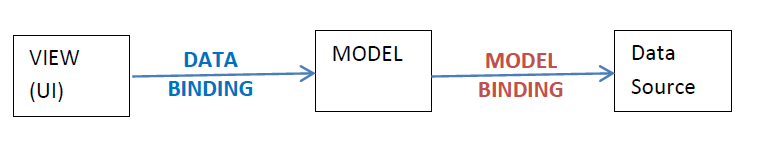 VIEW
(UI)
DATA
BINDING
MODEL
MODEL
BINDING
Data
Source